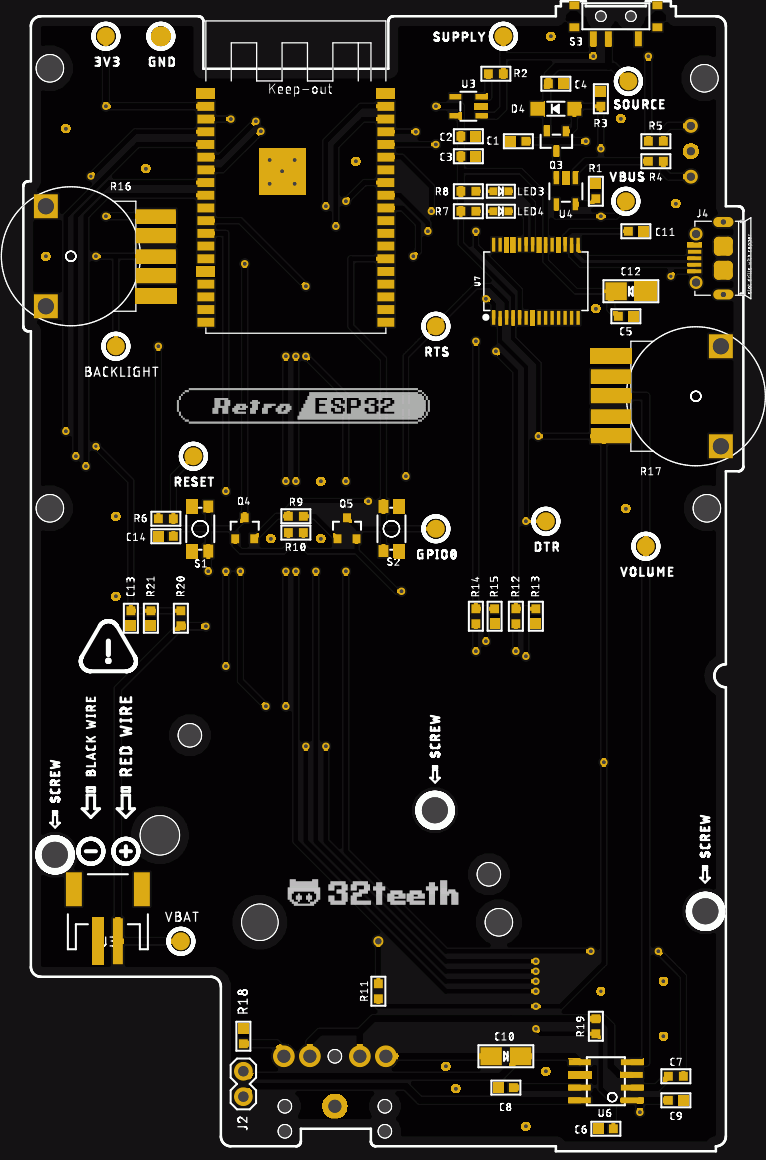 SUPPLY
S3
3V3
GND
R2
U3
C4
Keep-out
D4
R3
SOURCE
C2
C1
R5
C3
Q3
R4
R16
R1
VBUS
R8
LED3
R7
LED4
U4
J4
C11
U7
C12
C5
RTS
BACKLIGHT
Retro ESP32
R17
RESET
R6
Q4
R9
Q5
C14
R10
S1
S2
GPIO0
DTR
VOLUME
C13
R21
R20
R14
R15
R12
R13
!
BLACK WIRE
RED WIRE
SCREW
SCREW
SCREW
- +
32teeth
VBAT
R11
R18
R19
C10
C7
C8
U6
C9
J2
C6